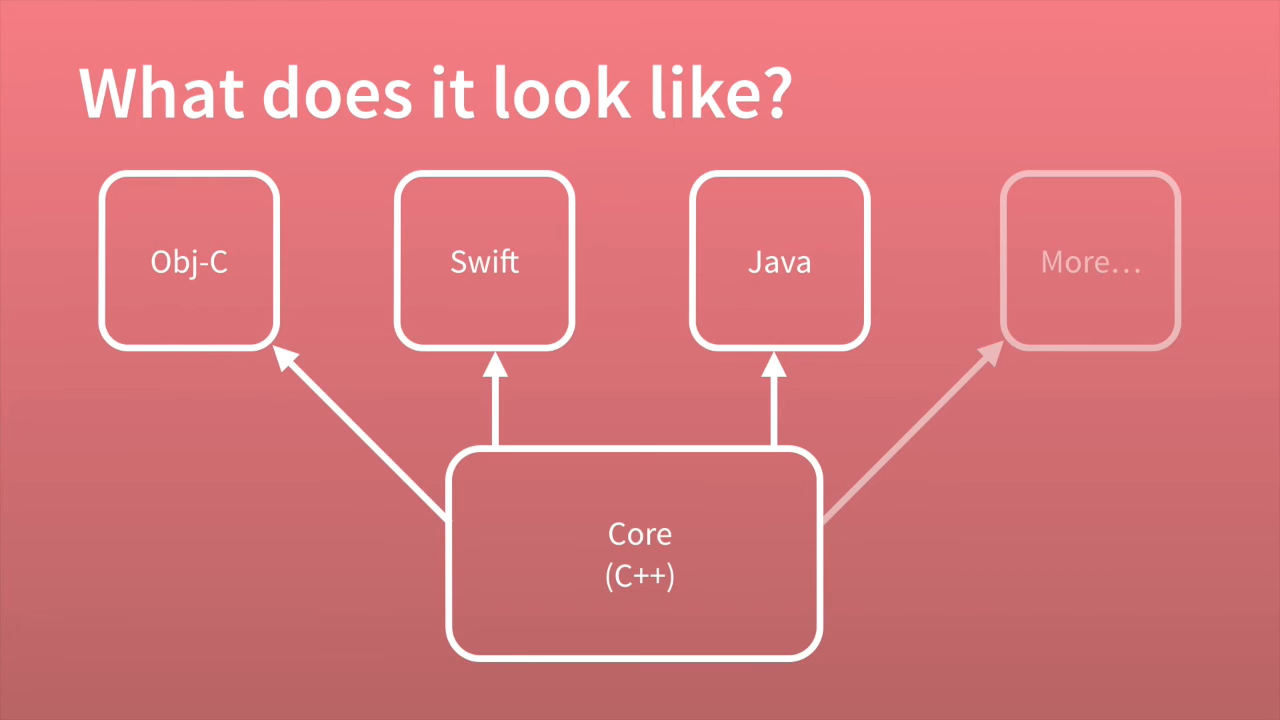 What does it look like?
Obj-C
Swift
Java
More...
Core
(C++)